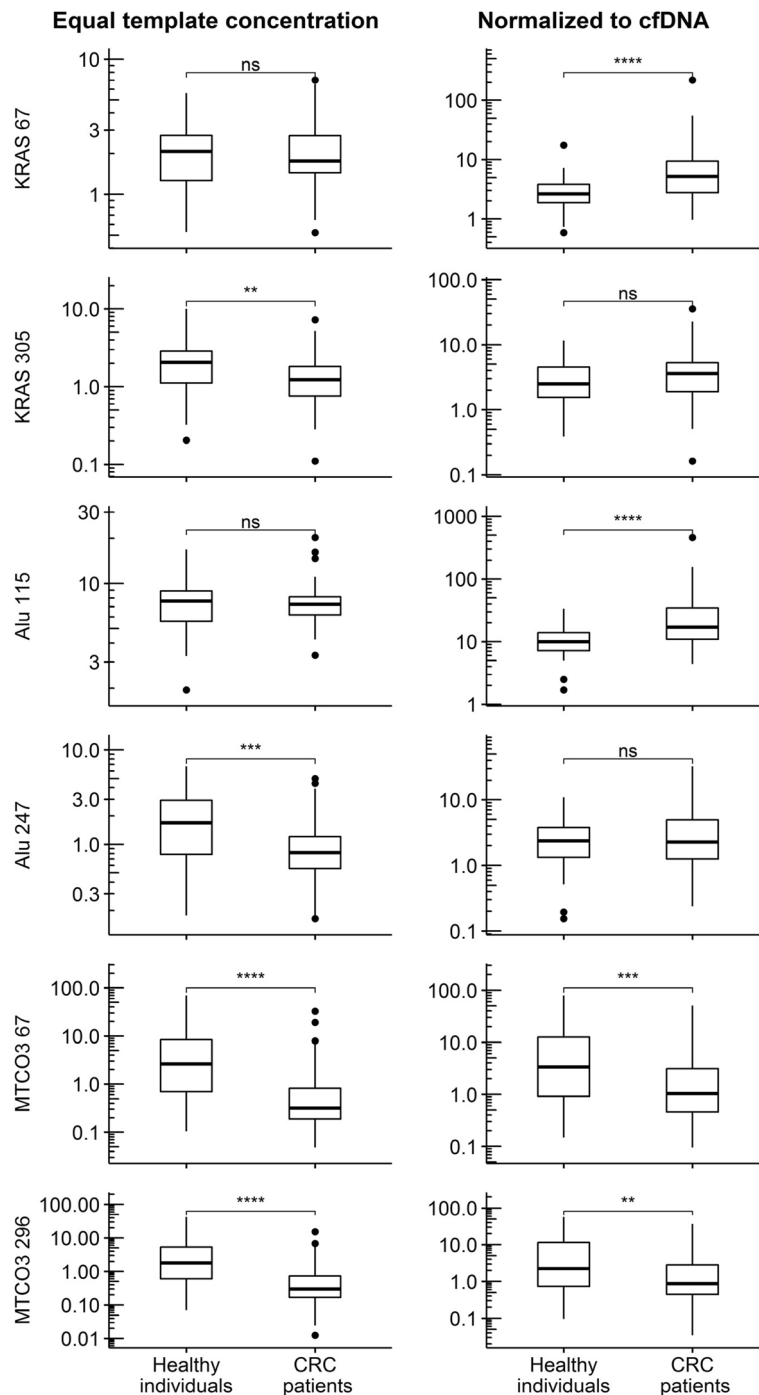 Equal template concentration
Normalized to cfDNA
KRAS 67
10
3
1
ns
100
10
1
****
KRAS 305
10.0
1.0
0.1
**
100.0
10.0
1.0
0.1
ns
Alu 115
30
10
3
ns
1000
100
10
1
****
Alu 247
10.0
3.0
1.0
0.3
***
10.0
1.0
0.1
ns
MTCO3 67
100.0
10.0
1.0
0.1
****
100.0
10.0
1.0
0.1
***
MTCO3 296
100.00
10.00
1.00
0.10
0.01
****
100.0
10.0
1.0
0.1
**
Healthy
individuals
CRC
patients
Healthy
individuals
CRC
patients